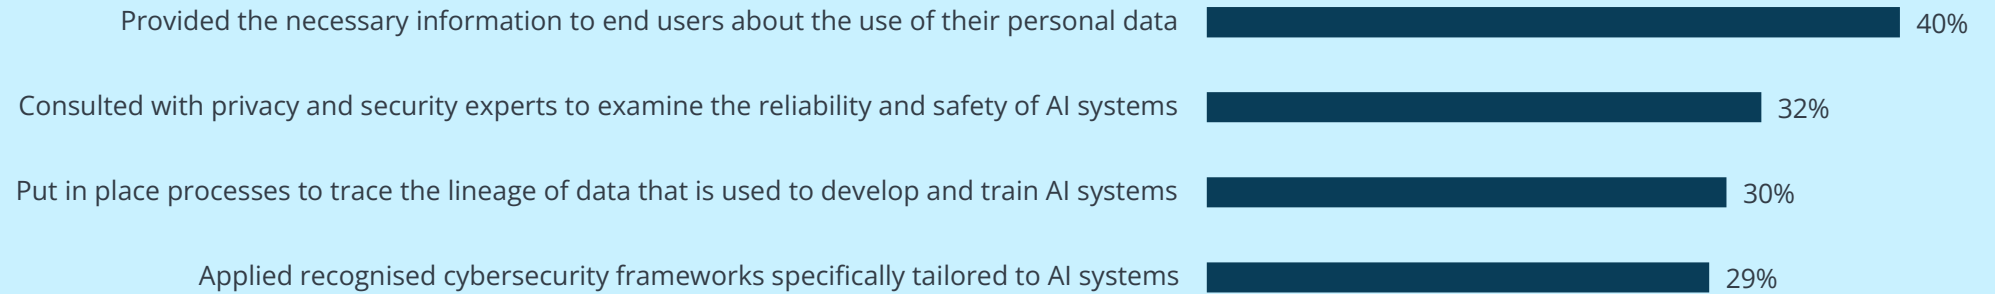 Provided the necessary information to end users about the use of their personal data 40%
Consulted with privacy and security experts to examine the reliability and safety of AI systems 32%
Put in place processes to trace the lineage of data that is used to develop and train AI systems 30%
Applied recognised cybersecurity frameworks specifically tailored to AI systems 29%